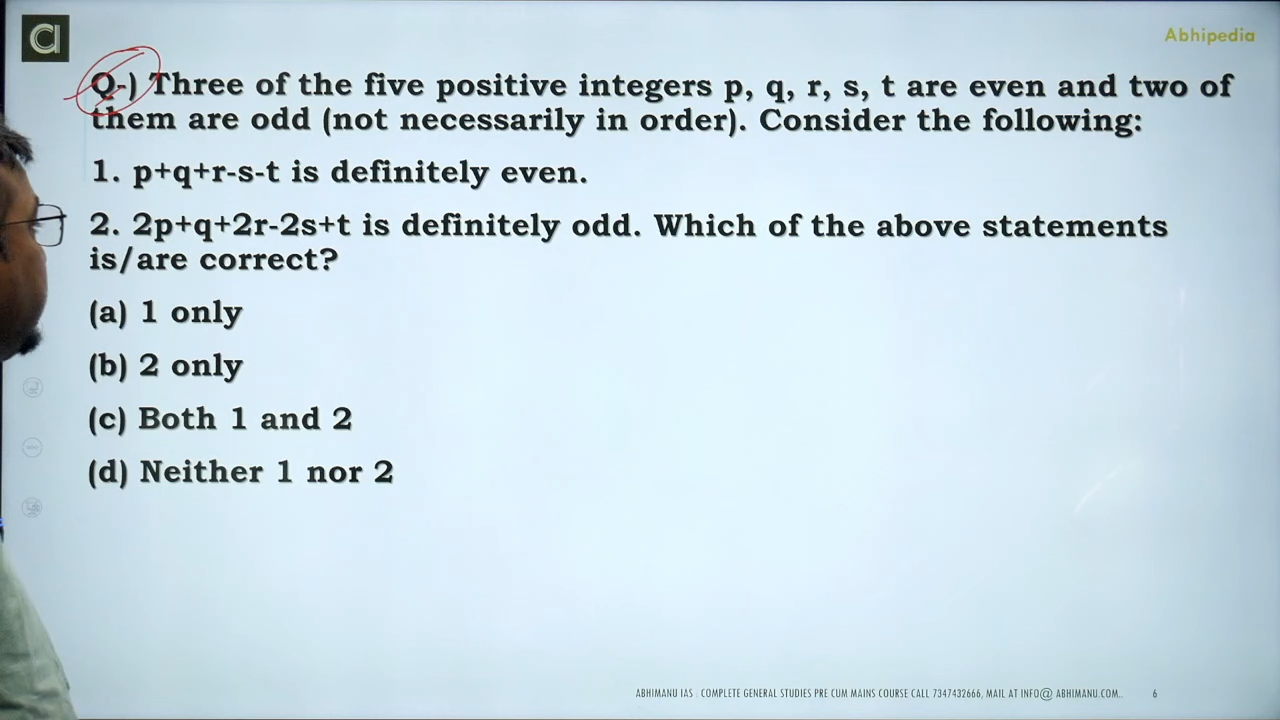 Abhipedia
Q-) Three of the five positive integers p, q, r, s, t are even and two of
them are odd (not necessarily in order). Consider the following:
1. p+q+r-s-t is definitely even.
2. 2p+q+2r-2s+t is definitely odd. Which of the above statements
is/are correct?
(a) 1 only
(b) 2 only
(c) Both 1 and 2
(d) Neither 1 nor 2
ABHIMANU IAS : COMPLETE GENERAL STUDIES PRE CUM MAINS COURSE CALL 7347432666, MAIL AT INFO@ ABHIMANU.COM.. 6